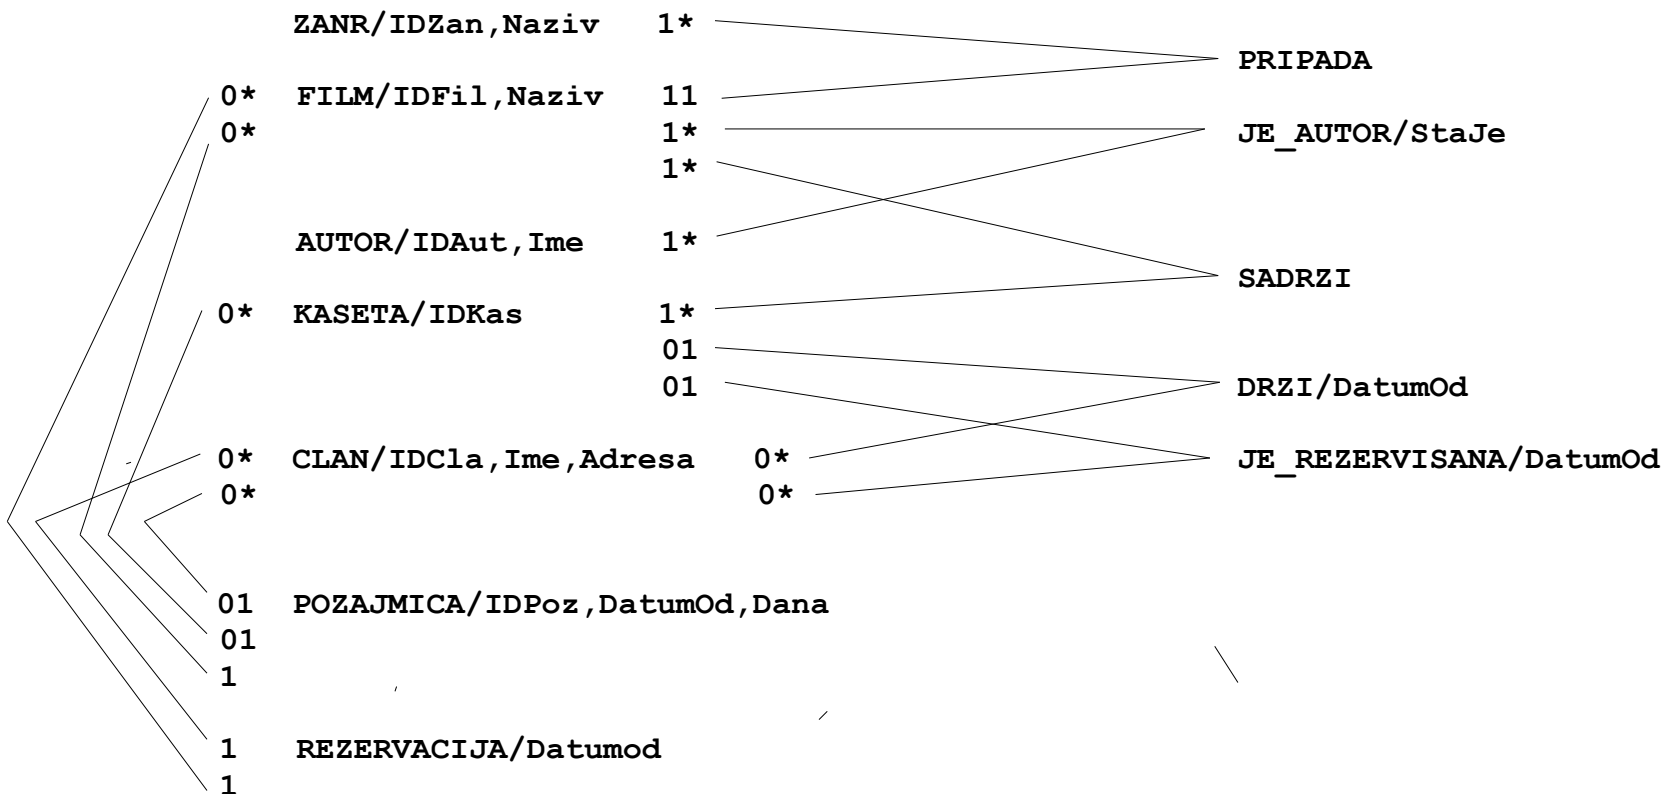 ZANR/IDZan,Naziv 1*
PRIPADA
0* FILM/IDFil,Naziv 11
0* 1* JE_AUTOR/StaJe
1*
AUTOR/IDAut,Ime 1*
SADRZI
0* KASETA/IDKas 1*
01
01 DRZI/DatumOd
0* CLAN/IDCla,Ime,Adresa 0* JE_REZERVISANA/DatumOd
0* 0*
01 POZAJMICA/IDPoz,DatumOd,Dana
01
1
1 REZERVACIJA/Datumod
1